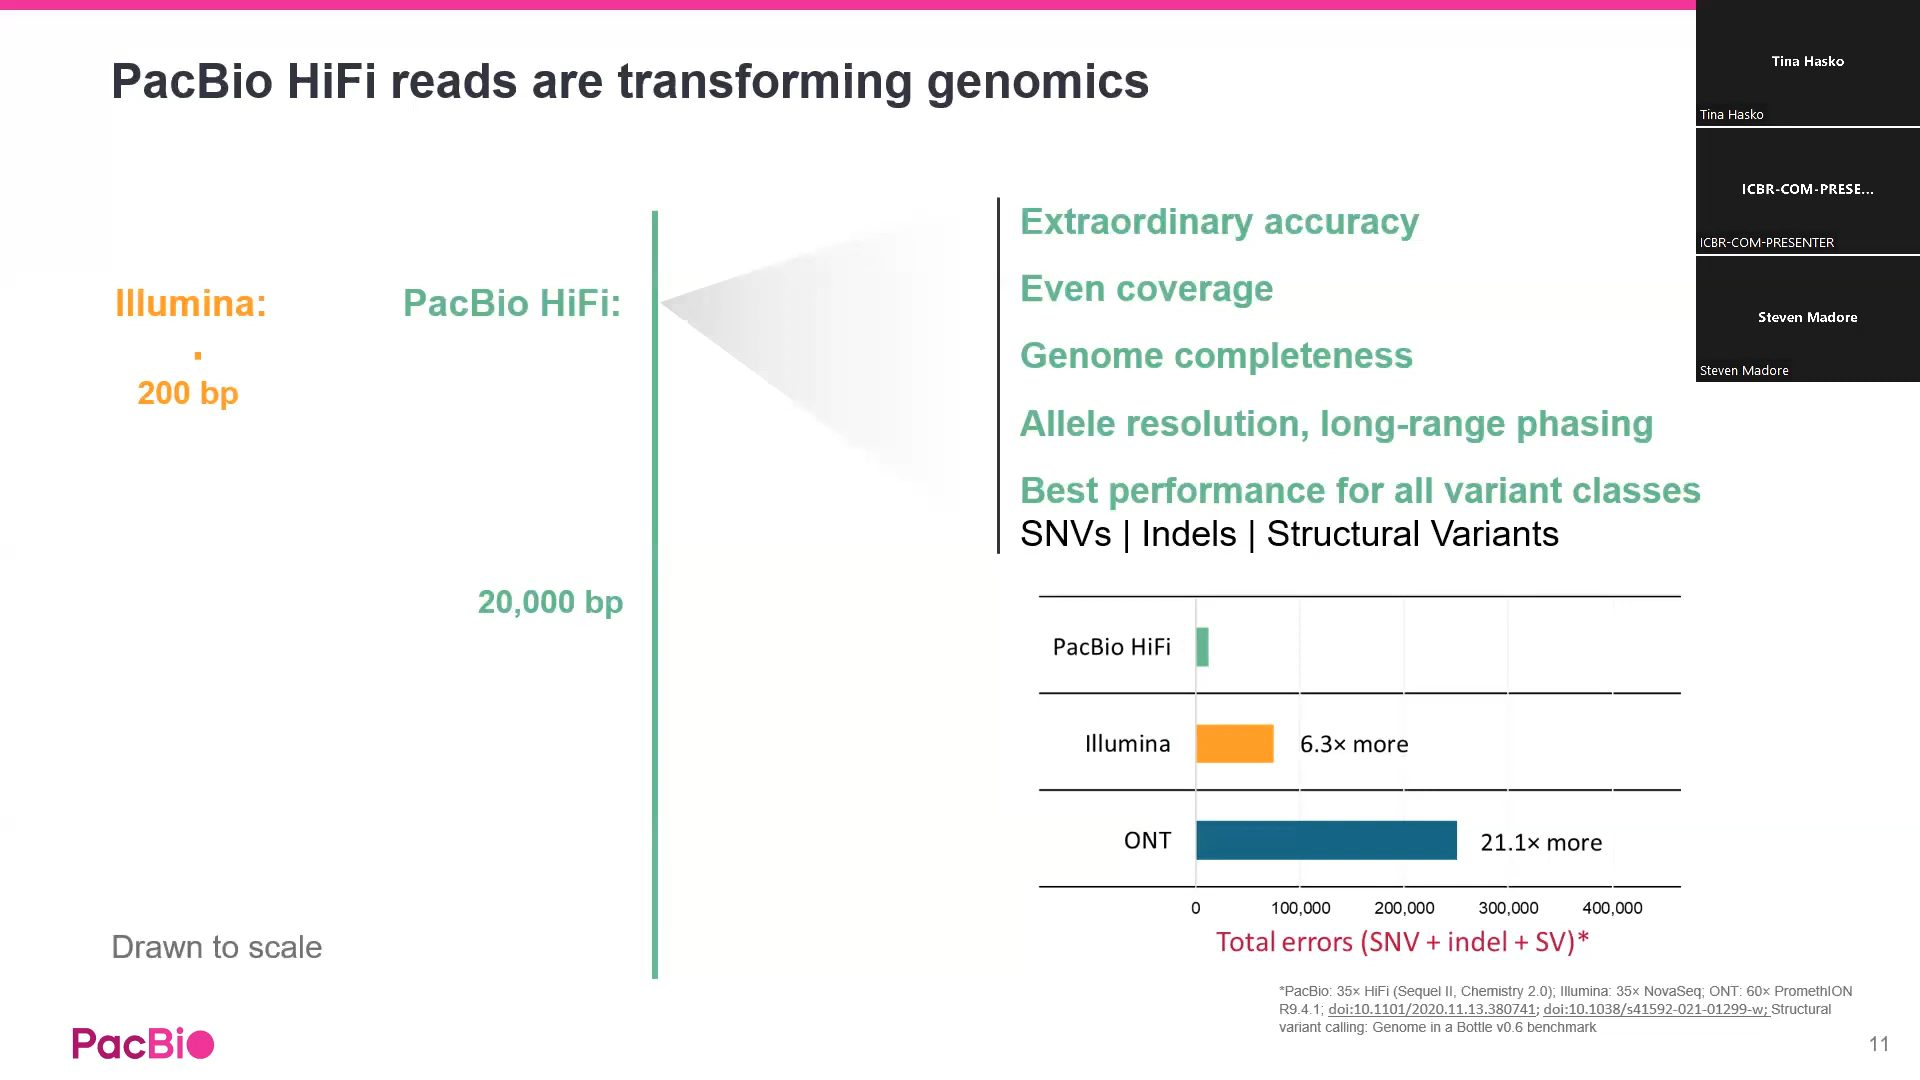 PacBio HiFi reads are transforming genomics
Illumina:
200 bp
PacBio HiFi:
20,000 bp
Drawn to scale
Extraordinary accuracy
Even coverage
Genome completeness
Allele resolution, long-range phasing
Best performance for all variant classes
SNVs | Indels | Structural Variants
PacBio HiFi
Illumina
6.3× more
ONT
21.1× more
0 100,000 200,000 300,000 400,000
Total errors (SNV + indel + SV)*
*PacBio: 35× HiFi (Sequel II, Chemistry 2.0); Illumina: 35× NovaSeq; ONT: 60× PromethION
R9.4.1; doi:10.1101/2020.11.13.380741; doi:10.1038/s41592-021-01299-w; Structural
variant calling: Genome in a Bottle v0.6 benchmark
PacBio
11
Tina Hasko
Tina Hasko
ICBR-COM-PRESE...
ICBR-COM-PRESENTER
Steven Madore
Steven Madore